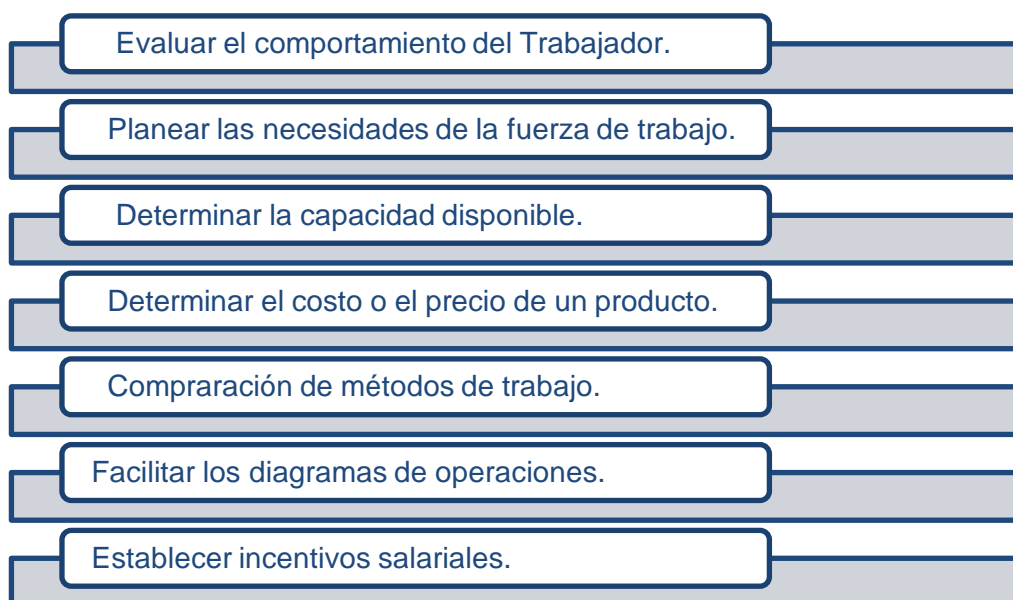 Evaluar el comportamiento del Trabajador.
Planear las necesidades de la fuerza de trabajo.
Determinar la capacidad disponible.
Determinar el costo o el precio de un producto.
Compraración de métodos de trabajo.
Facilitar los diagramas de operaciones.
Establecer incentivos salariales.